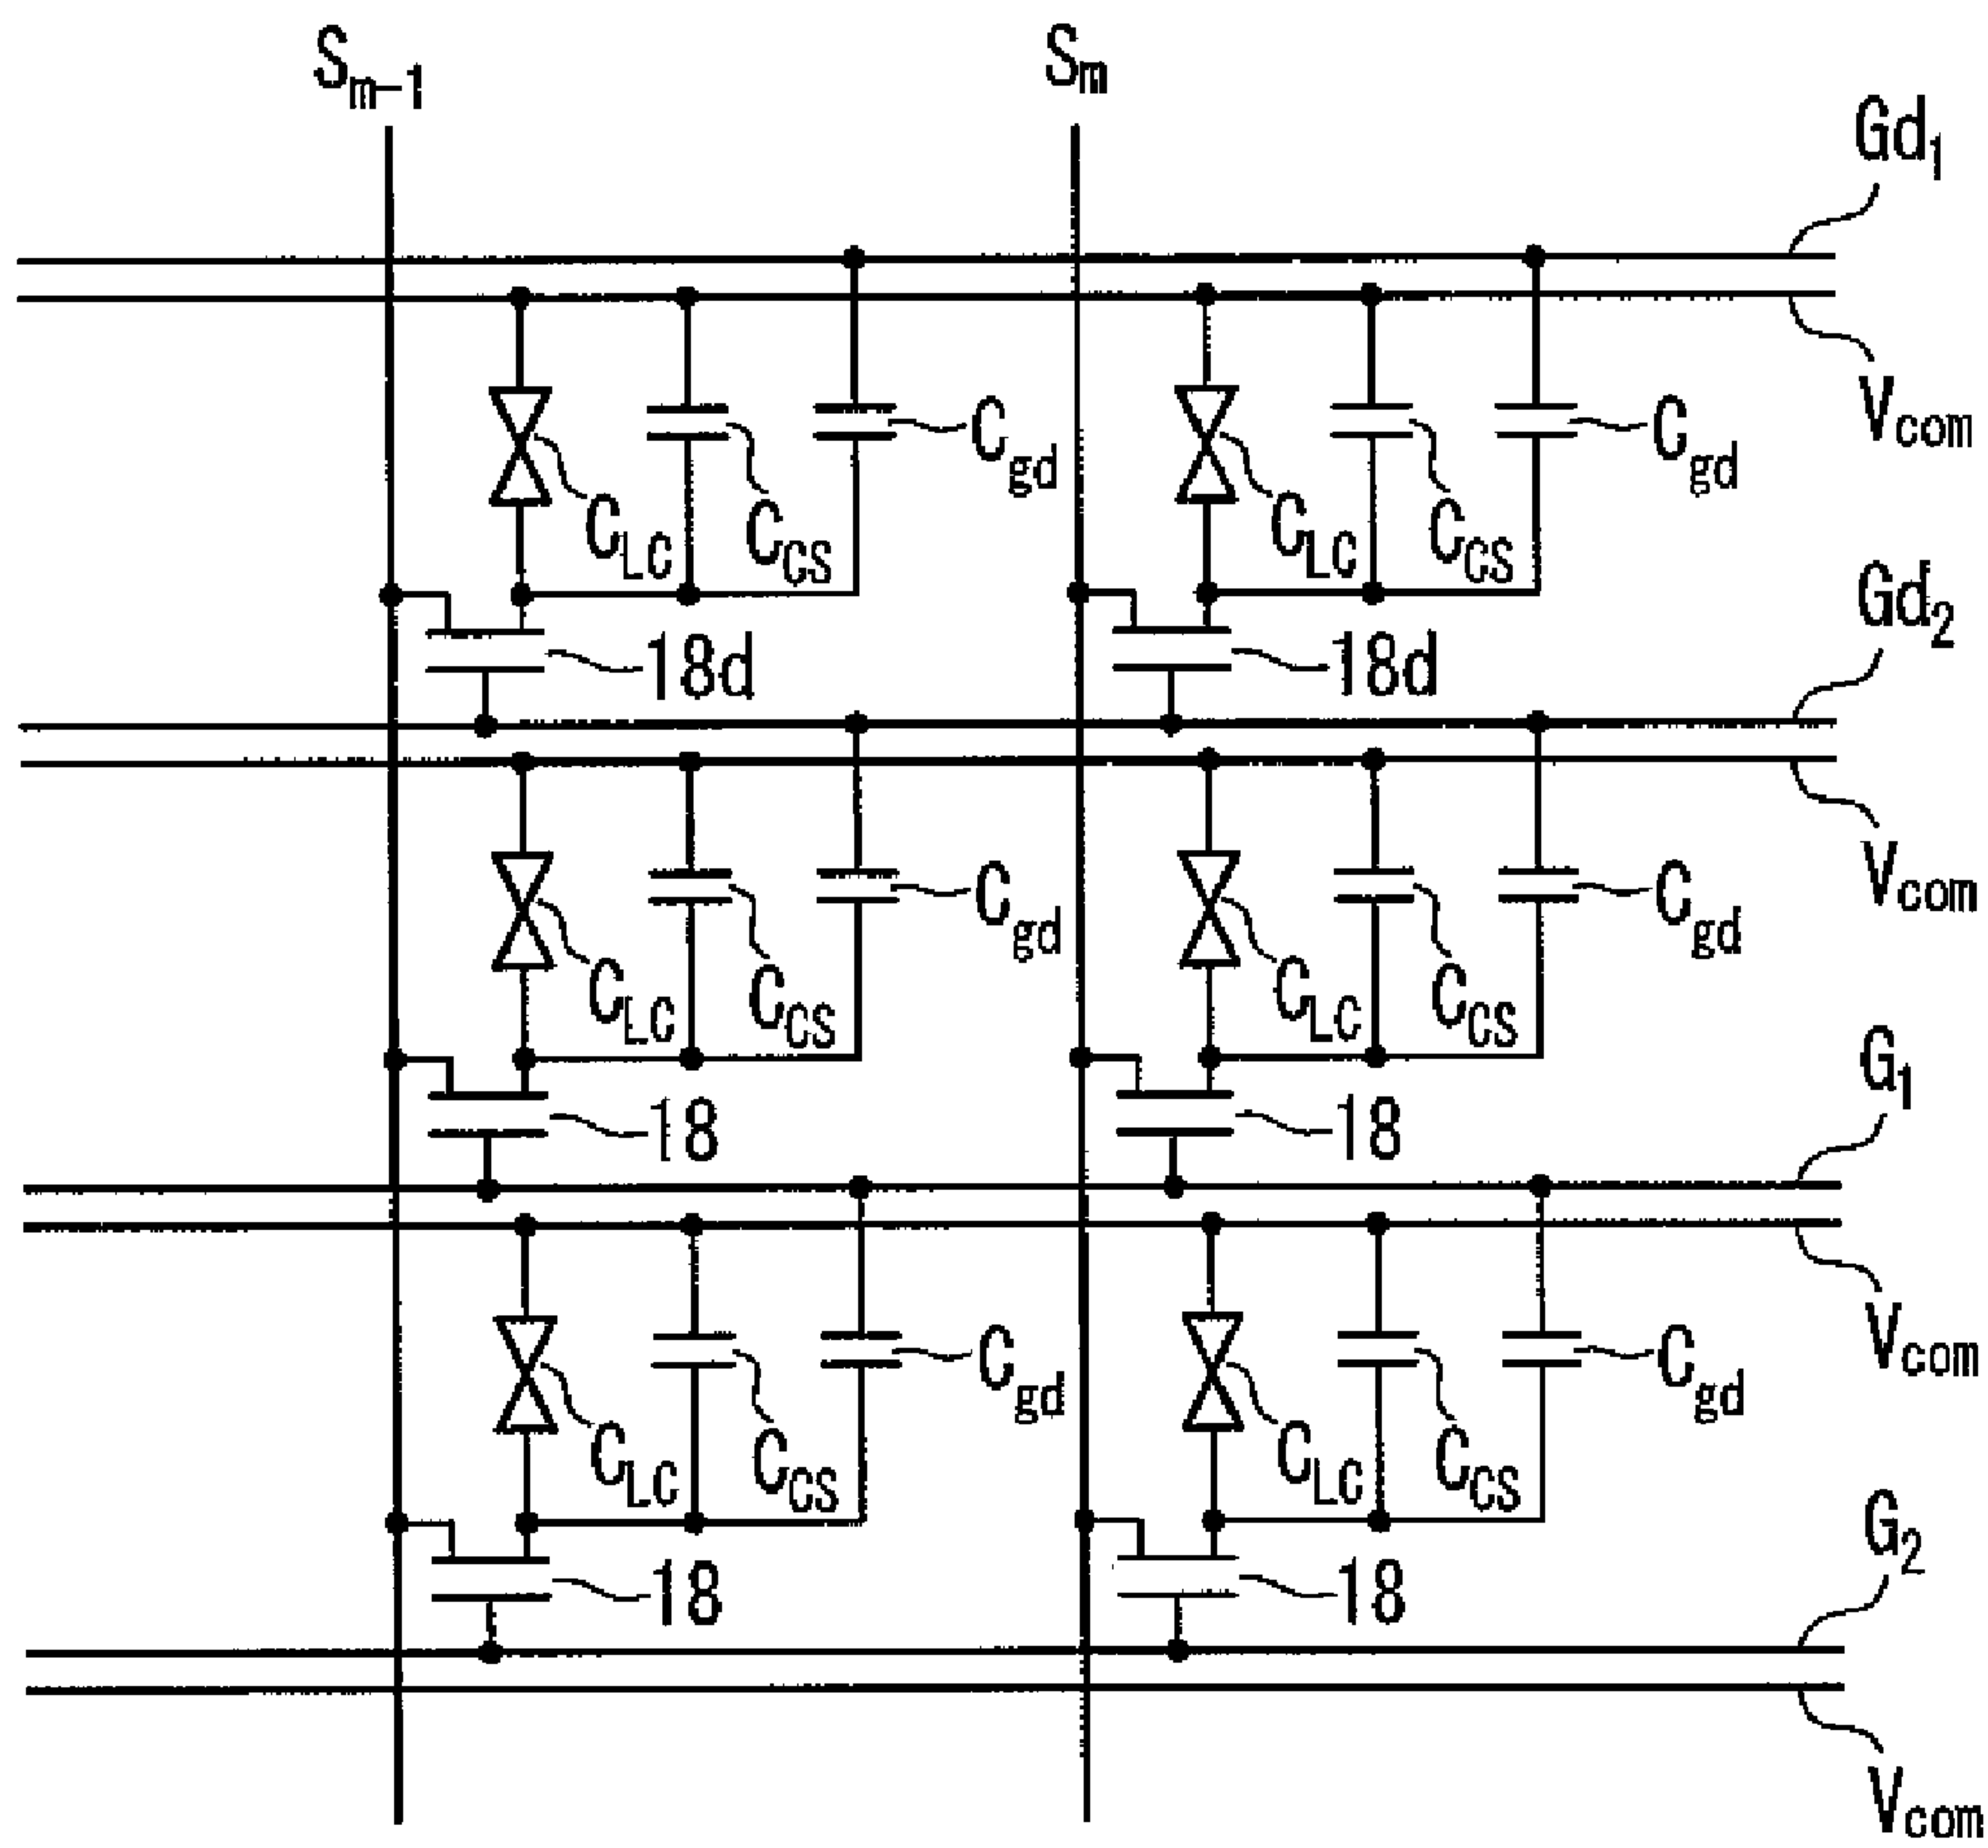 Sm-1 Sm
Gd1
Vcom
Cgd Cgd
CLC CCS CLC CCS
Gd2
18d 18d
Vcom
Cgd Cgd
CLC CCS CLC CCS
G1
18 18
Vcom
Cgd Cgd
CLC CCS CLC CCS
G2
18 18
Vcom